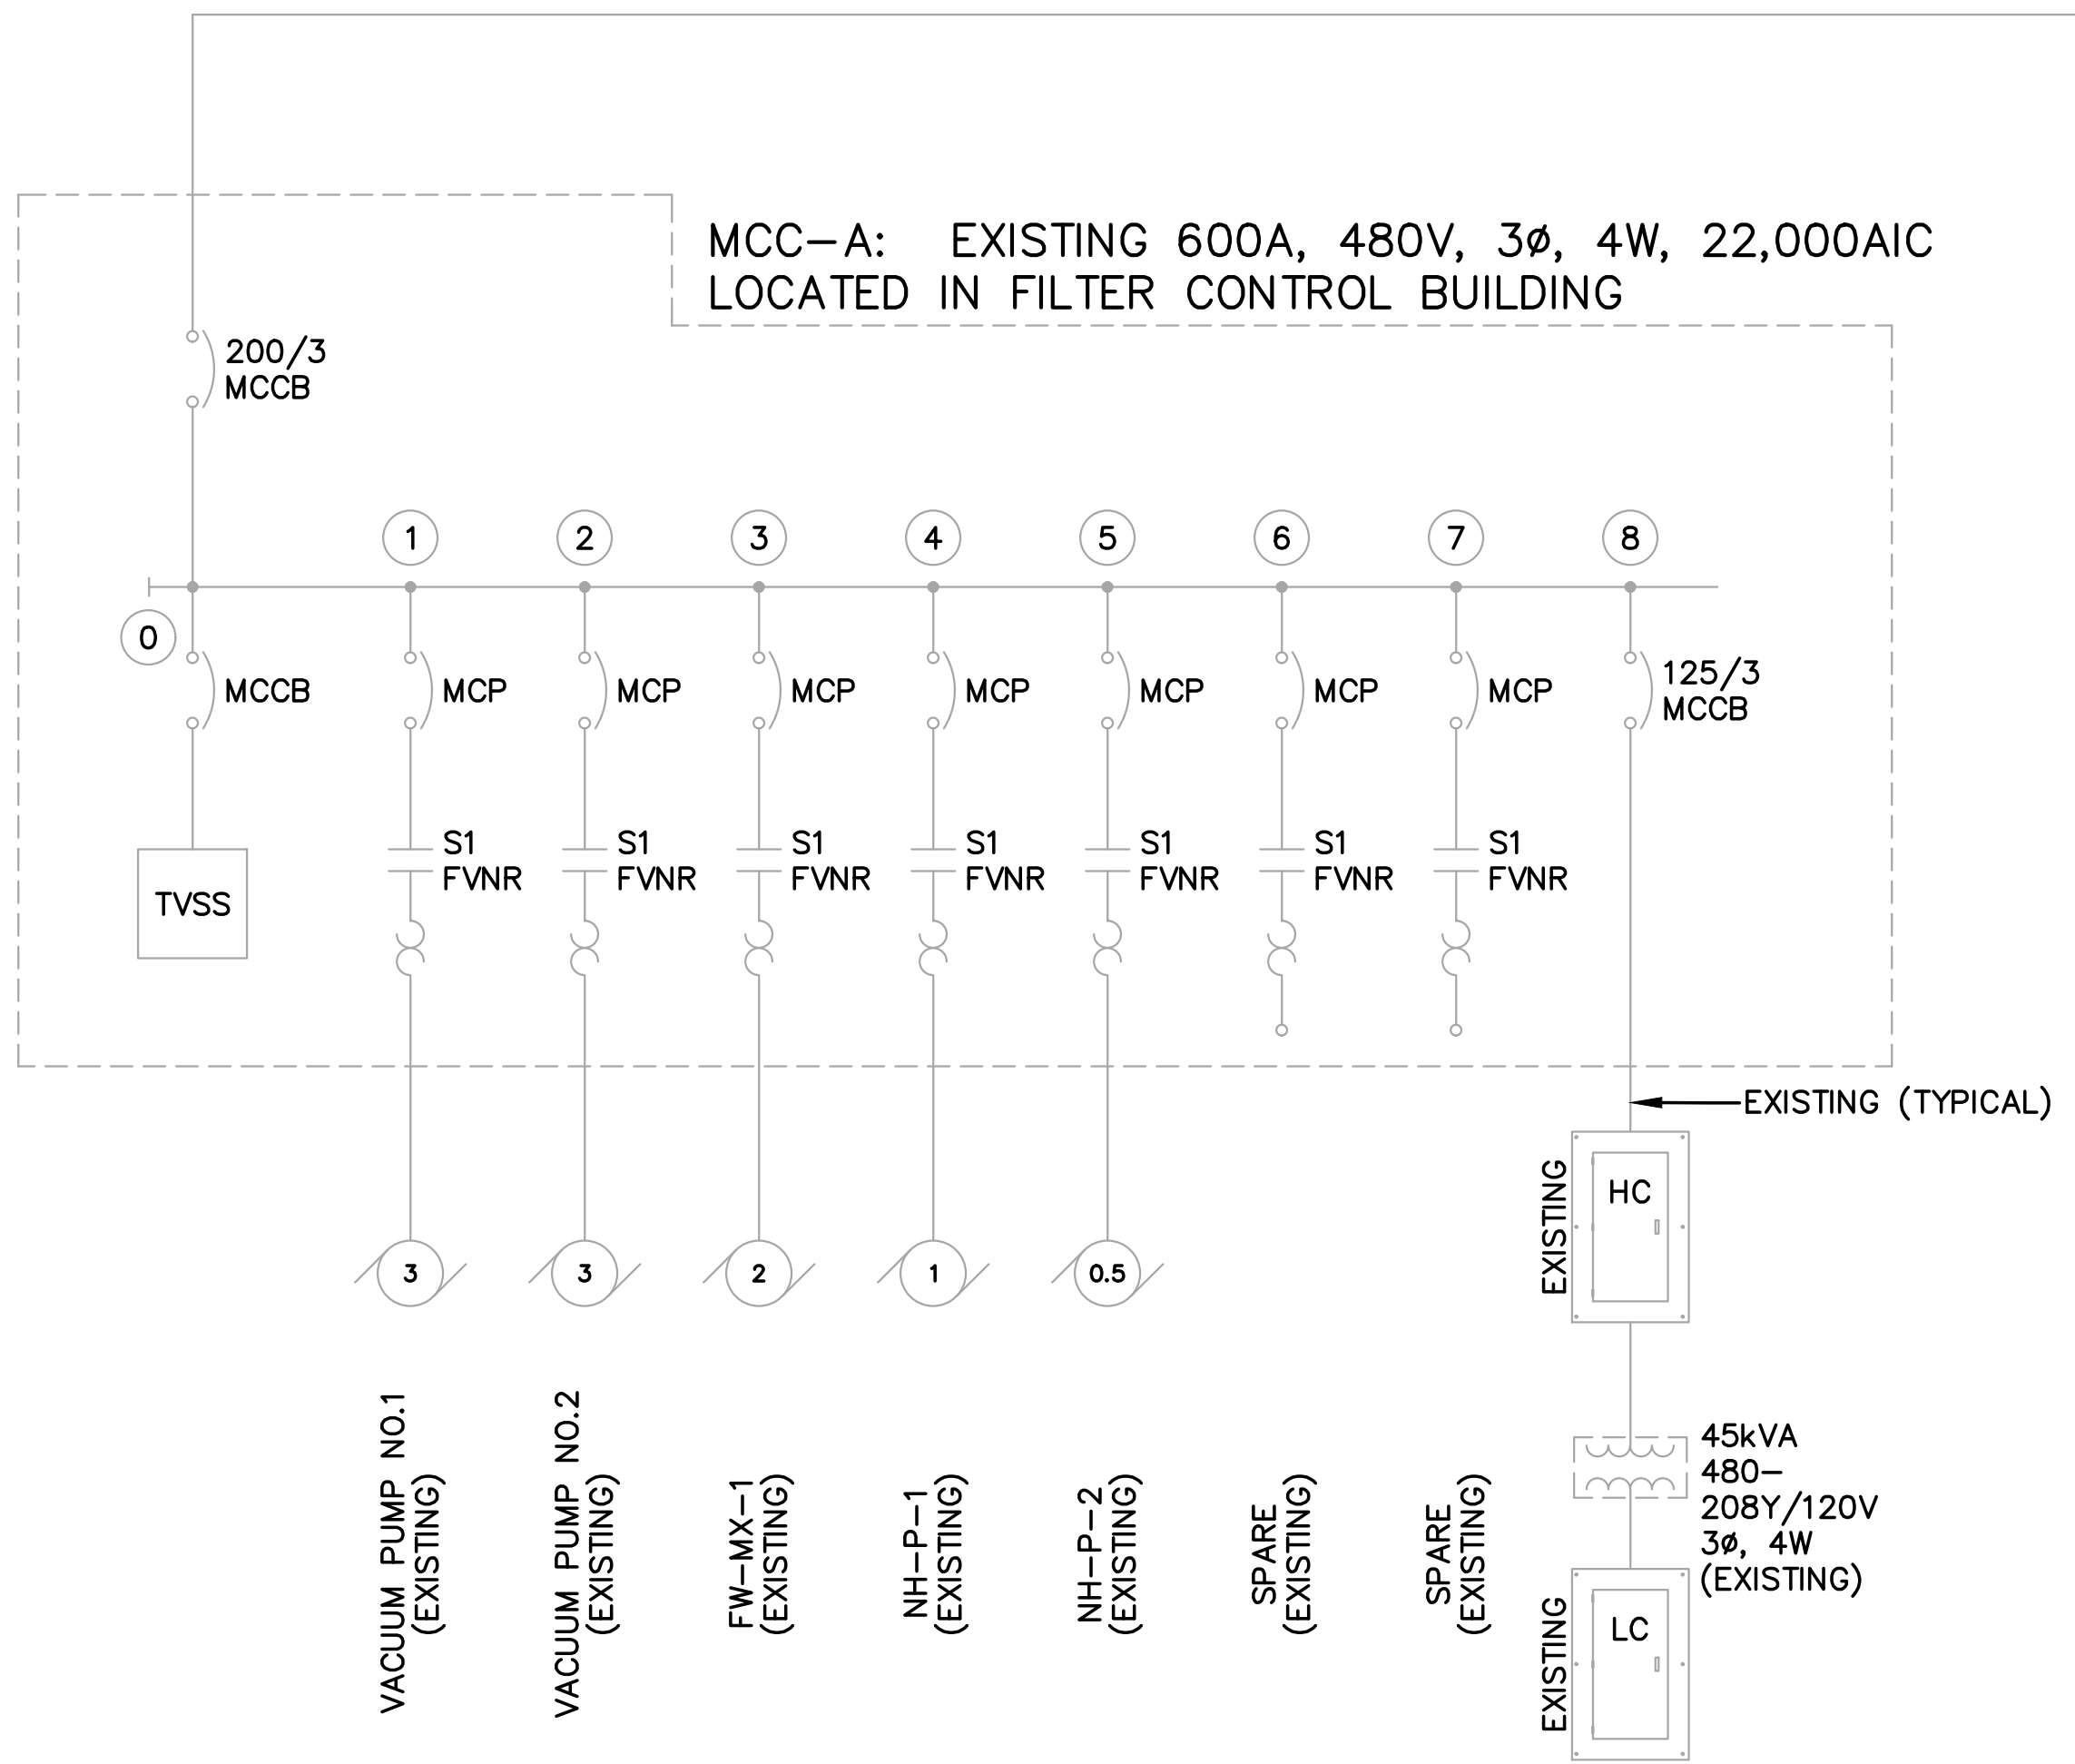 MCC-A: EXISTING 600A, 480V, 3ø, 4W, 22,000AIC
LOCATED IN FILTER CONTROL BUILDING
200/3
MCCB
0
1
2
3
4
5
6
7
8
MCCB
MCP
MCP
MCP
MCP
MCP
MCP
MCP
125/3
MCCB
TVSS
S1
FVNR
S1
FVNR
S1
FVNR
S1
FVNR
S1
FVNR
S1
FVNR
S1
FVNR
EXISTING (TYPICAL)
3
3
2
1
0.5
EXISTING
HC
VACUUM PUMP NO.1
(EXISTING)
VACUUM PUMP NO.2
(EXISTING)
FW-MX-1
(EXISTING)
NH-P-1
(EXISTING)
NH-P-2
(EXISTING)
SPARE
(EXISTING)
SPARE
(EXISTING)
45kVA
480-
208Y/120V
3ø, 4W
(EXISTING)
EXISTING
LC